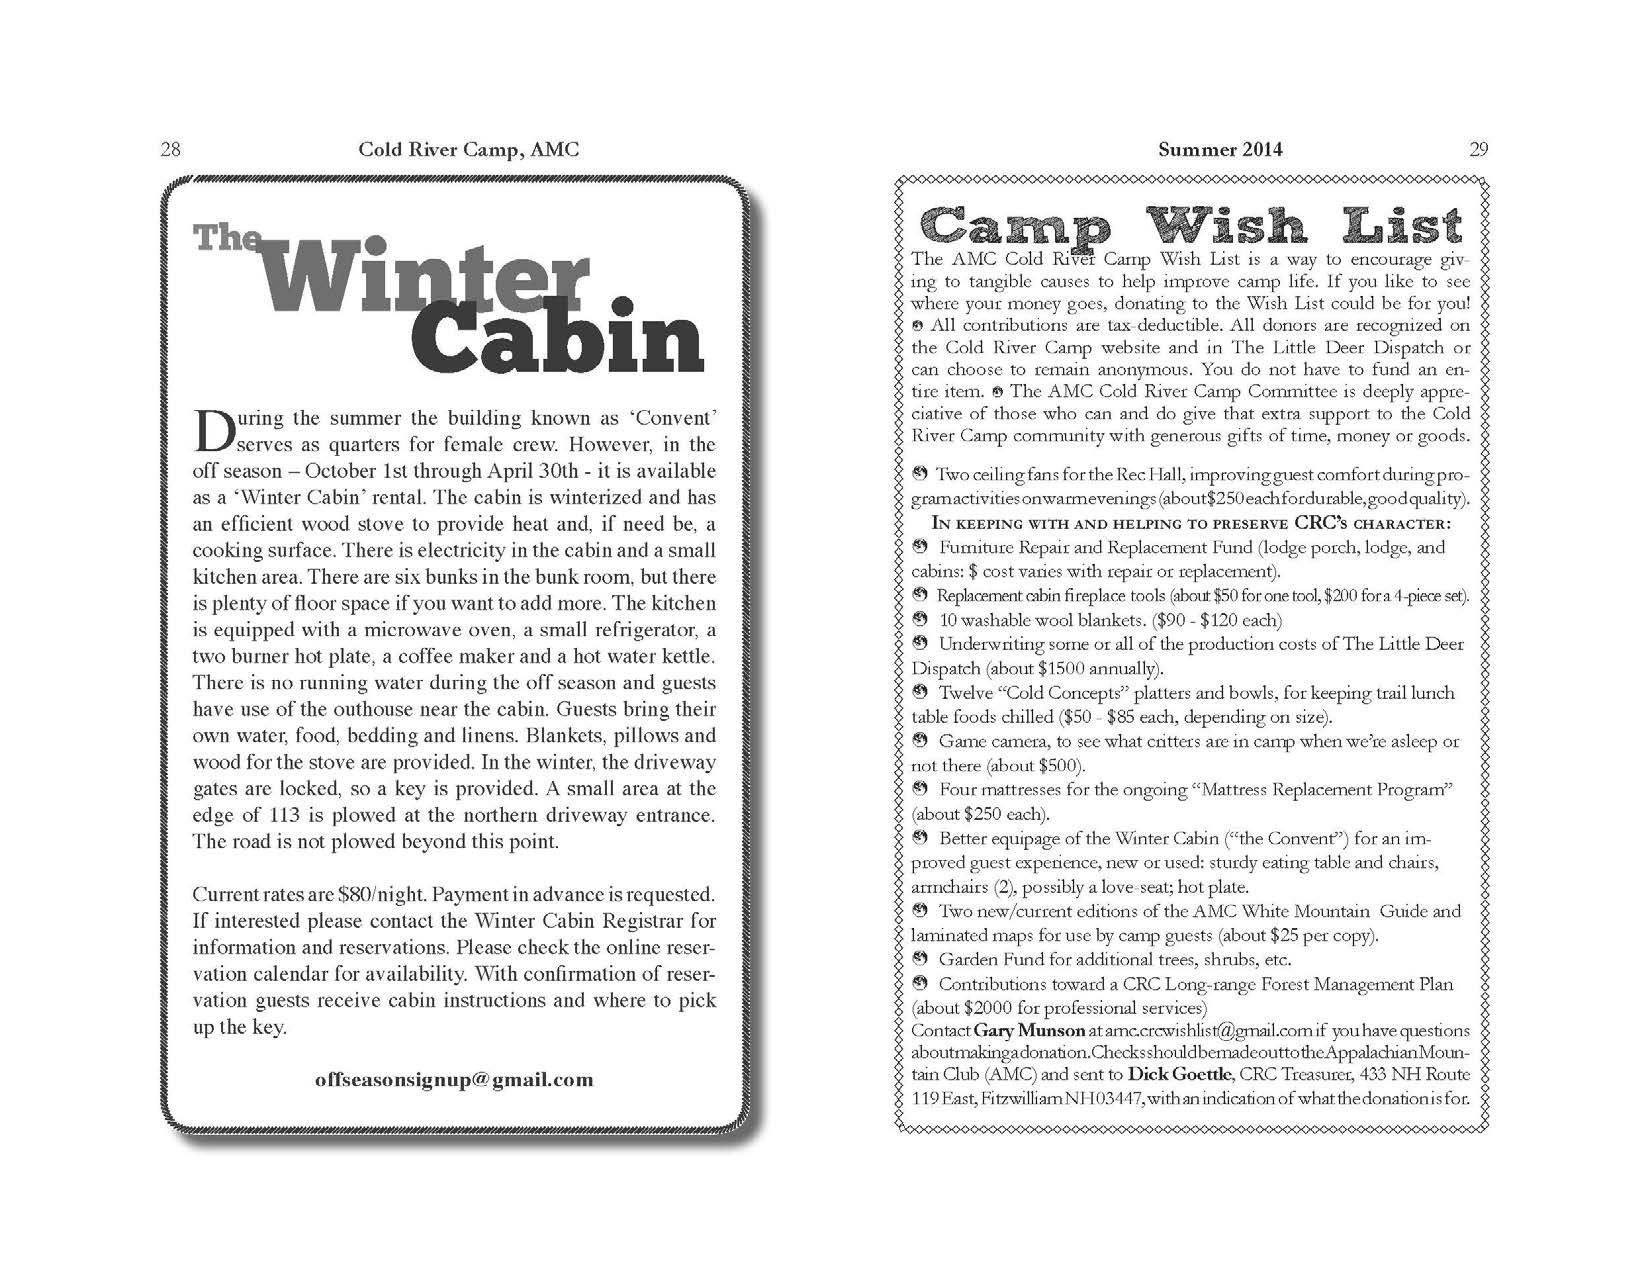 28
Cold River Camp, AMC
The
Winter
Cabin
During the summer the building known as ‘Convent’
serves as quarters for female crew. However, in the
off season – October 1st through April 30th - it is available
as a ‘Winter Cabin’ rental. The cabin is winterized and has
an efficient wood stove to provide heat and, if need be, a
cooking surface. There is electricity in the cabin and a small
kitchen area. There are six bunks in the bunk room, but there
is plenty of floor space if you want to add more. The kitchen
is equipped with a microwave oven, a small refrigerator, a
two burner hot plate, a coffee maker and a hot water kettle.
There is no running water during the off season and guests
have use of the outhouse near the cabin. Guests bring their
own water, food, bedding and linens. Blankets, pillows and
wood for the stove are provided. In the winter, the driveway
gates are locked, so a key is provided. A small area at the
edge of 113 is plowed at the northern driveway entrance.
The road is not plowed beyond this point.
Current rates are $80/night. Payment in advance is requested.
If interested please contact the Winter Cabin Registrar for
information and reservations. Please check the online reser-
vation calendar for availability. With confirmation of reser-
vation guests receive cabin instructions and where to pick
up the key.
offseasonsignup@gmail.com
Summer 2014
29
Camp Wish List
The AMC Cold River Camp Wish List is a way to encourage giv-
ing to tangible causes to help improve camp life. If you like to see
where your money goes, donating to the Wish List could be for you!
All contributions are tax-deductible. All donors are recognized on
the Cold River Camp website and in The Little Deer Dispatch or
can choose to remain anonymous. You do not have to fund an en-
tire item. The AMC Cold River Camp Committee is deeply appre-
ciative of those who can and do give that extra support to the Cold
River Camp community with generous gifts of time, money or goods.
Two ceiling fans for the Rec Hall, improving guest comfort during pro-
gram activities on warm evenings (about $250 each for durable, good quality).
In keeping with and helping to preserve CRC’s character:
Furniture Repair and Replacement Fund (lodge porch, lodge, and
cabins: $ cost varies with repair or replacement).
Replacement cabin fireplace tools (about $50 for one tool, $200 for a 4-piece set).
10 washable wool blankets. ($90 - $120 each)
Underwriting some or all of the production costs of The Little Deer
Dispatch (about $1500 annually).
Twelve “Cold Concepts” platters and bowls, for keeping trail lunch
table foods chilled ($50 - $85 each, depending on size).
Game camera, to see what critters are in camp when we’re asleep or
not there (about $500).
Four mattresses for the ongoing “Mattress Replacement Program”
(about $250 each).
Better equipage of the Winter Cabin (“the Convent”) for an im-
proved guest experience, new or used: sturdy eating table and chairs,
armchairs (2), possibly a love-seat; hot plate.
Two new/current editions of the AMC White Mountain Guide and
laminated maps for use by camp guests (about $25 per copy).
Garden Fund for additional trees, shrubs, etc.
Contributions toward a CRC Long-range Forest Management Plan
(about $2000 for professional services)
Contact Gary Munson at amc.crcwishlist@gmail.com if you have questions
about making a donation. Checks should be made out to the Appalachian Moun-
tain Club (AMC) and sent to Dick Goettle, CRC Treasurer, 433 NH Route
119 East, Fitzwilliam NH 03447, with an indication of what the donation is for.